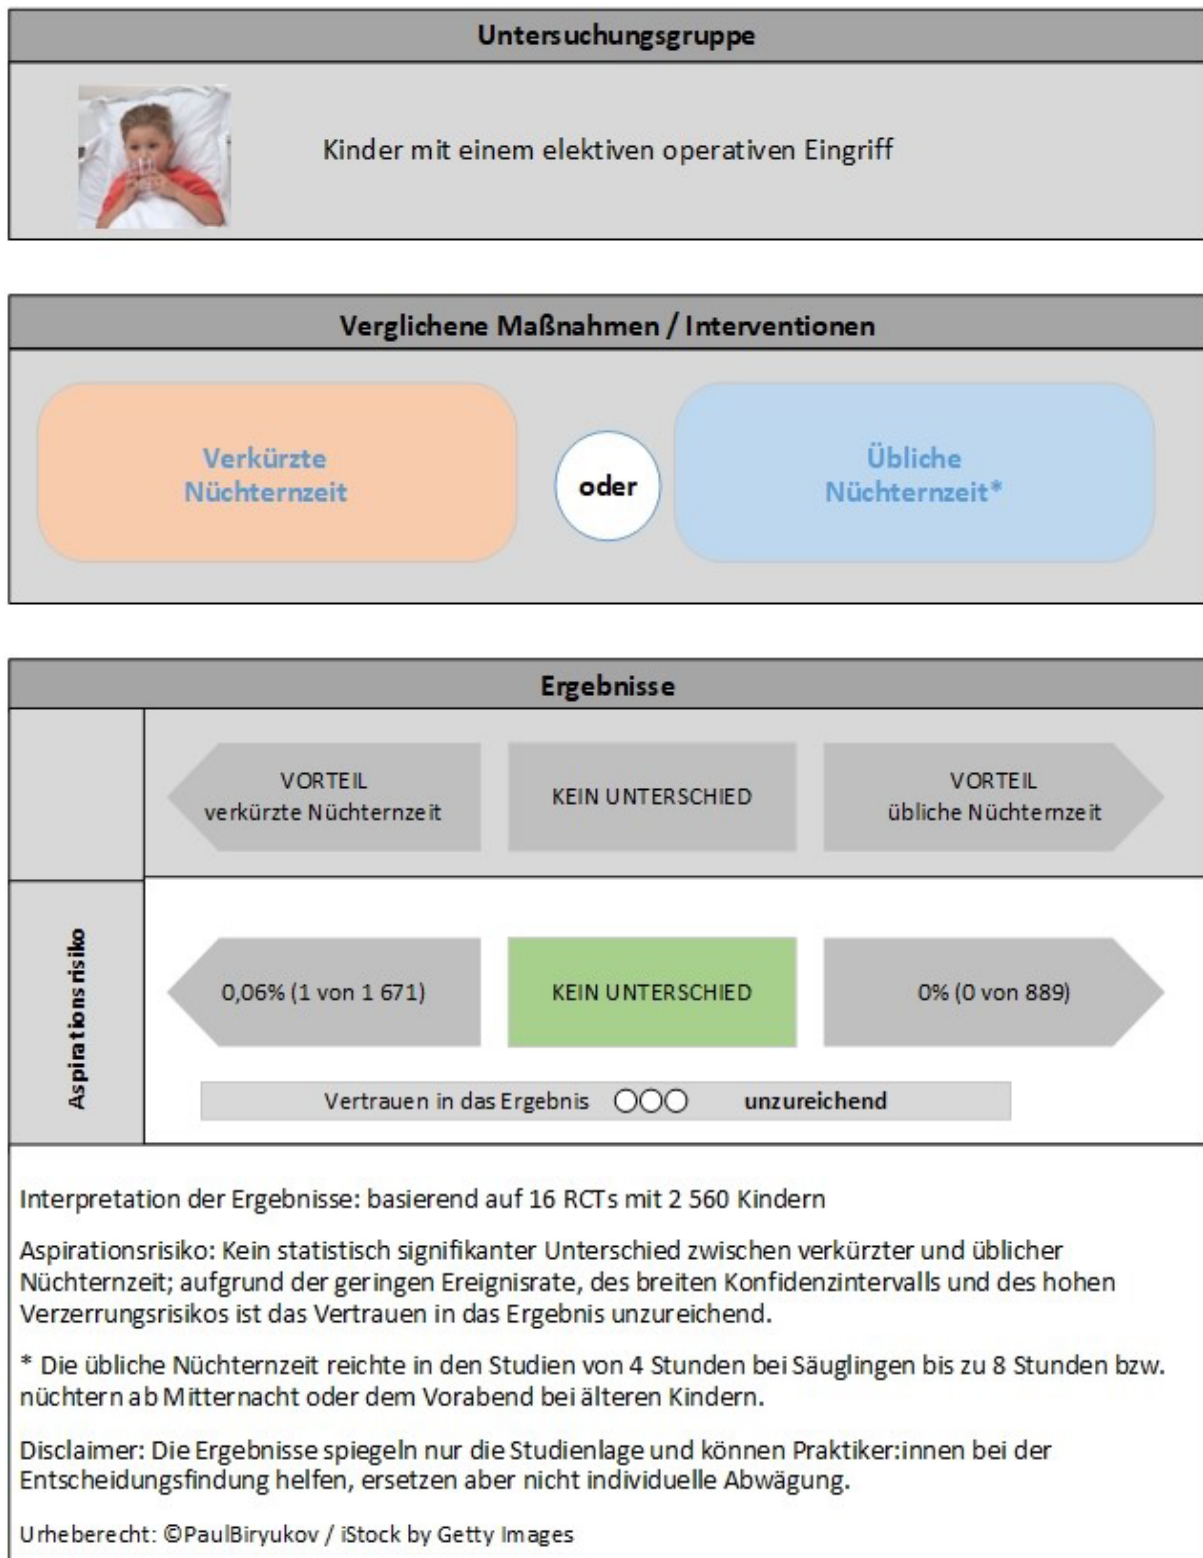 Untersuchungsgruppe
Kinder mit einem elektiven operativen Eingriff
Verglichene Maßnahmen / Interventionen
Verkürzte
Nüchternzeit
oder
Übliche
Nüchternzeit*
Ergebnisse
VORTEIL
verkürzte Nüchternzeit
KEIN UNTERSCHIED
VORTEIL
übliche Nüchternzeit
Aspirationsrisiko
0,06% (1 von 1 671)
KEIN UNTERSCHIED
0% (0 von 889)
Vertrauen in das Ergebnis ○○○ unzureichend
Interpretation der Ergebnisse: basierend auf 16 RCTs mit 2 560 Kindern
Aspirationsrisiko: Kein statistisch signifikanter Unterschied zwischen verkürzter und üblicher
Nüchternzeit; aufgrund der geringen Ereignisrate, des breiten Konfidenzintervalls und des hohen
Verzerrungsrisikos ist das Vertrauen in das Ergebnis unzureichend.
* Die übliche Nüchternzeit reichte in den Studien von 4 Stunden bei Säuglingen bis zu 8 Stunden bzw.
nüchtern ab Mitternacht oder dem Vorabend bei älteren Kindern.
Disclaimer: Die Ergebnisse spiegeln nur die Studienlage und können Praktiker:innen bei der
Entscheidungsfindung helfen, ersetzen aber nicht individuelle Abwägung.
Urheberecht: ©PaulBiryukov / iStock by Getty Images